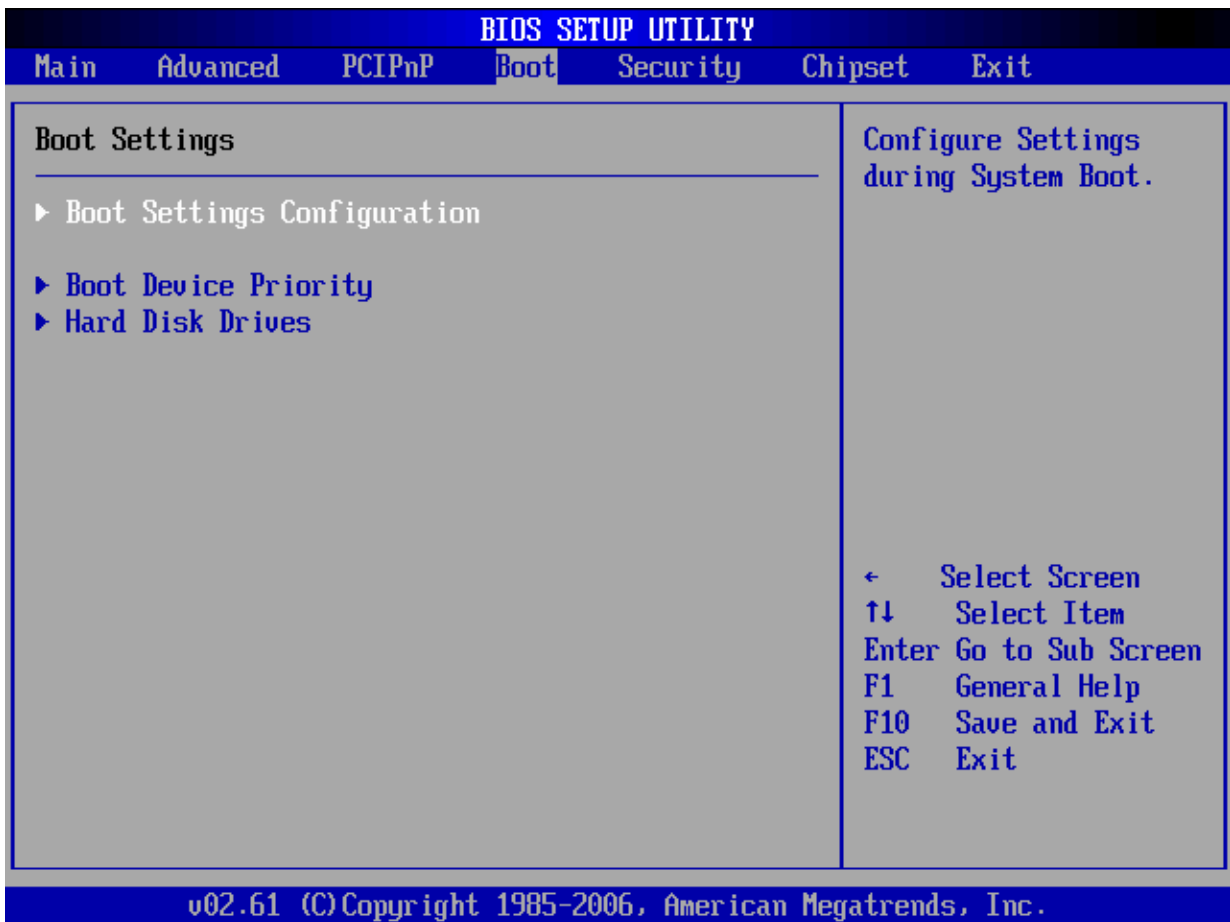 BIOS SETUP UTILITY
Main Advanced PCIPnP Boot Security Chipset Exit
Boot Settings
▶ Boot Settings Configuration
▶ Boot Device Priority
▶ Hard Disk Drives
Configure Settings
during System Boot.
← Select Screen
↑↓ Select Item
Enter Go to Sub Screen
F1 General Help
F10 Save and Exit
ESC Exit
v02.61 (C)Copyright 1985-2006, American Megatrends, Inc.